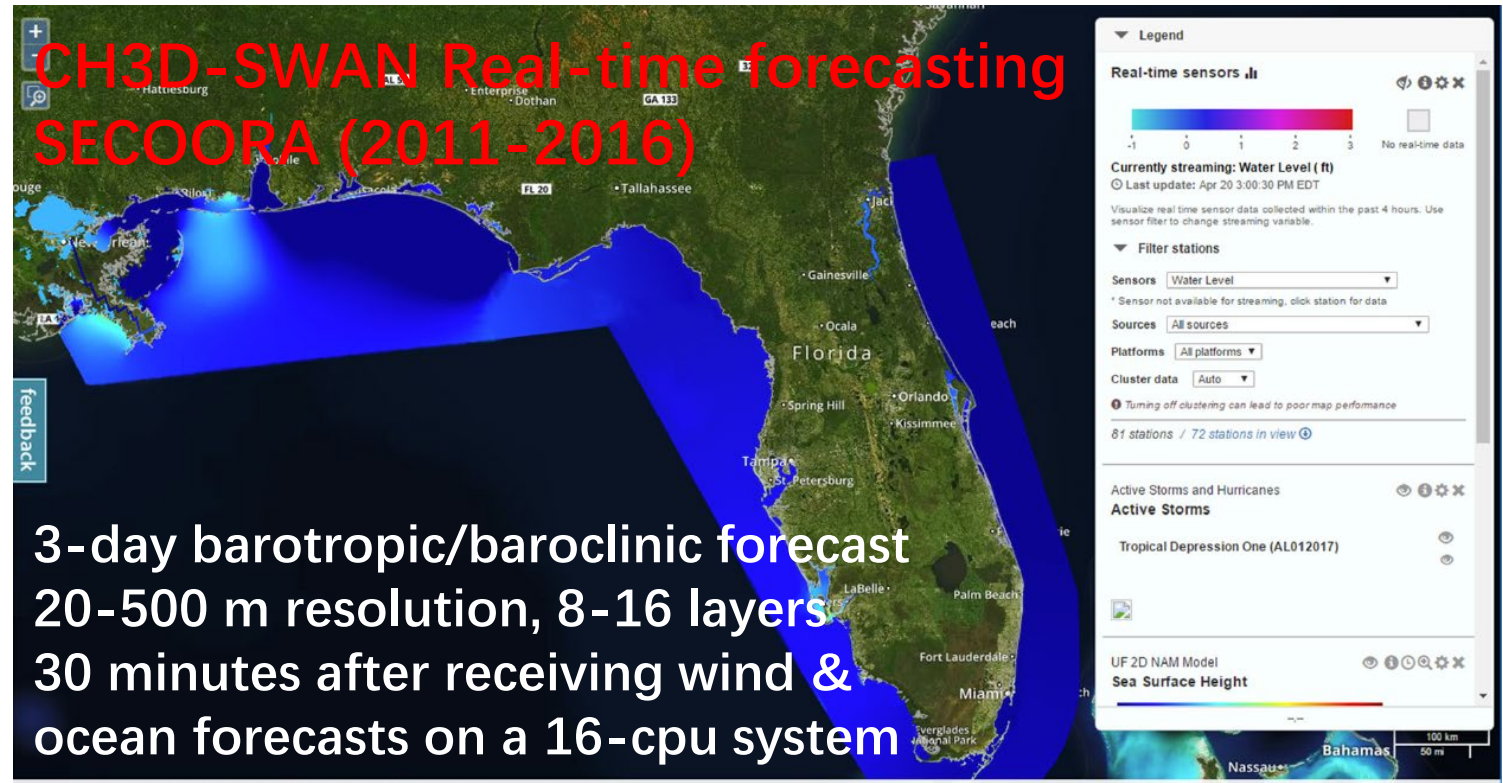 CH3D-SWAN Real-time forecasting
SECOORA (2011-2016)
3-day barotropic/baroclinic forecast
20-500 m resolution, 8-16 layers
30 minutes after receiving wind &
ocean forecasts on a 16-cpu system
+
Savannah
Hattiesburg
Enterprise
Dothan
GA 133
FL 20
Tallahassee
Gainesville
Ocala
each
Florida
Orlando
Spring Hill
Kissimmee
Tampa
St. Petersburg
LaBelle
Palm Beach
Fort Lauderdale
Miami
Everglades
National Park
Nassau
Bahamas
feedback
Legend
Real-time sensors
-1 0 1 2 3
No real-time data
Currently streaming: Water Level ( ft)
Last update: Apr 20 3:00:30 PM EDT
Visualize real time sensor data collected within the past 4 hours. Use
sensor filter to change streaming variable.
Filter stations
Sensors Water Level
* Sensor not available for streaming, click station for data
Sources All sources
Platforms All platforms
Cluster data Auto
Turning off clustering can lead to poor map performance
81 stations / 72 stations in view
Active Storms and Hurricanes
Active Storms
Tropical Depression One (AL012017)
UF 2D NAM Model
Sea Surface Height
--.--
100 km
50 mi